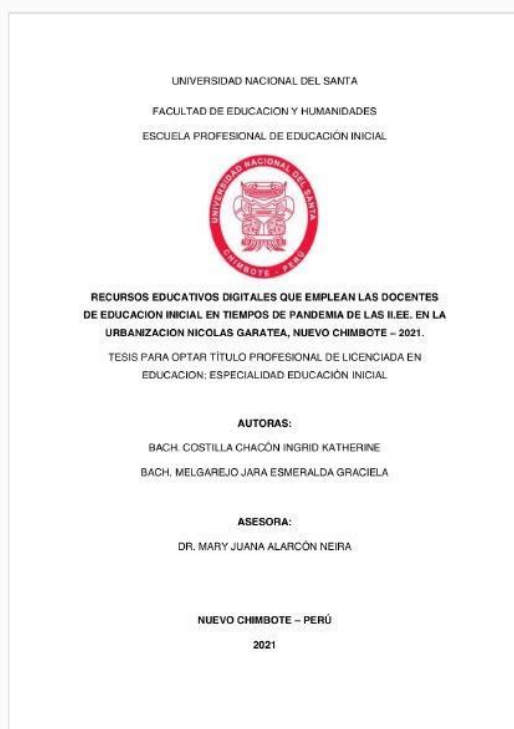 UNIVERSIDAD NACIONAL DEL SANTA
FACULTAD DE EDUCACION Y HUMANIDADES
ESCUELA PROFESIONAL DE EDUCACIÓN INICIAL
UNIVERSIDAD NACIONAL DEL SANTA
CHIMBOTE - PERÚ
RECURSOS EDUCATIVOS DIGITALES QUE EMPLEAN LAS DOCENTES
DE EDUCACION INICIAL EN TIEMPOS DE PANDEMIA DE LAS II.EE. EN LA
URBANIZACION NICOLAS GARATEA, NUEVO CHIMBOTE – 2021.
TESIS PARA OPTAR TÍTULO PROFESIONAL DE LICENCIADA EN
EDUCACION; ESPECIALIDAD EDUCACIÓN INICIAL
AUTORAS:
BACH. COSTILLA CHACÓN INGRID KATHERINE
BACH. MELGAREJO JARA ESMERALDA GRACIELA
ASESORA:
DR. MARY JUANA ALARCÓN NEIRA
NUEVO CHIMBOTE – PERÚ
2021